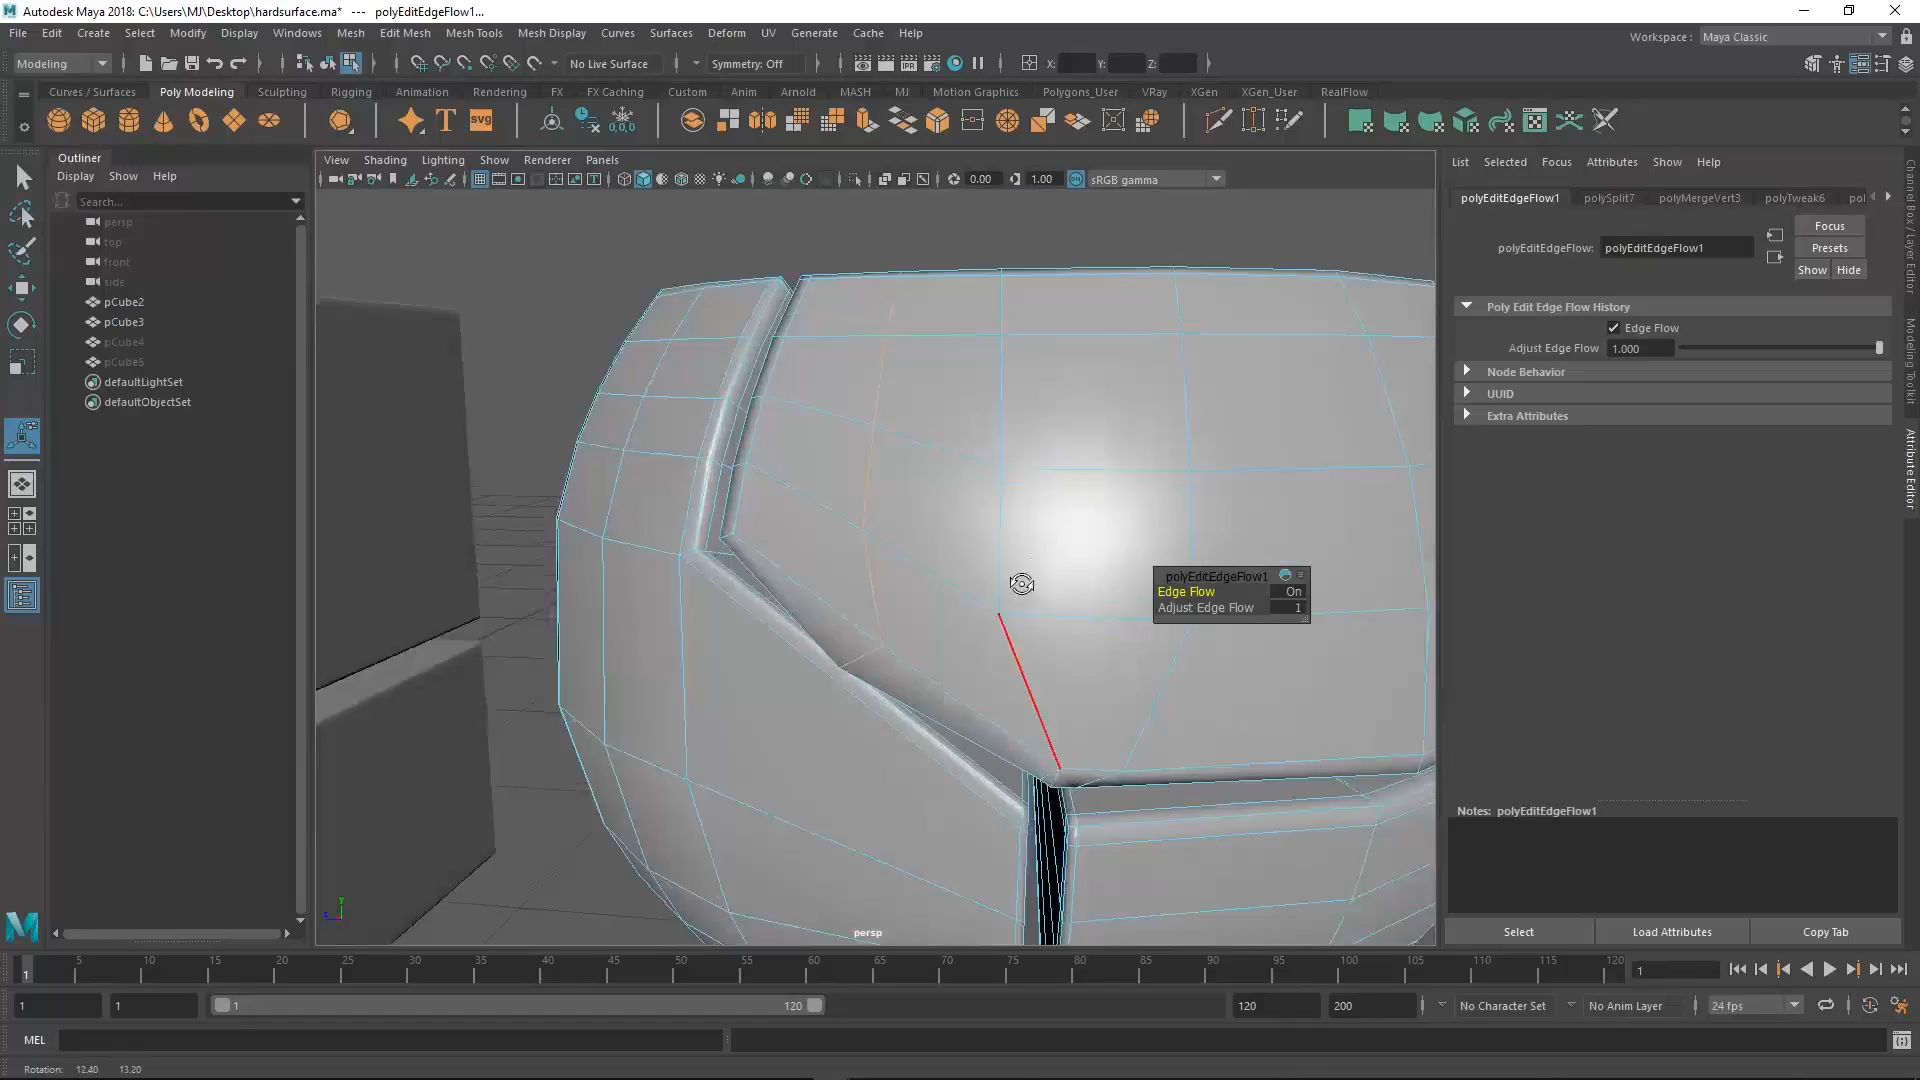 Autodesk Maya 2018: C:\Users\MJ\Desktop\hardsurface.ma* --- polyEditEdgeFlow1...
File Edit Create Select Modify Display Windows Mesh Edit Mesh Mesh Tools Mesh Display Curves Surfaces Deform UV Generate Cache Help
Workspace : Maya Classic
Modeling No Live Surface Symmetry: Off X: Y: Z:
Curves / Surfaces Poly Modeling Sculpting Rigging Animation Rendering FX FX Caching Custom Anim Arnold MASH MJ Motion Graphics Polygons_User VRay XGen XGen_User RealFlow
T svg 0,0,0
Outliner
Display Show Help
Search...
persp
top
front
side
pCube2
pCube3
pCube4
pCube5
defaultLightSet
defaultObjectSet
View Shading Lighting Show Renderer Panels
0.00 1.00 sRGB gamma
polyEditEdgeFlow1
Edge Flow On
Adjust Edge Flow 1
persp
List Selected Focus Attributes Show Help
polyEditEdgeFlow1 polySplit7 polyMergeVert3 polyTweak6 pol
polyEditEdgeFlow: polyEditEdgeFlow1
Focus
Presets
Show Hide
Poly Edit Edge Flow History
Edge Flow
Adjust Edge Flow 1.000
Node Behavior
UUID
Extra Attributes
Notes: polyEditEdgeFlow1
Select Load Attributes Copy Tab
Channel Box / Layer Editor
Modeling Toolkit
Attribute Editor
5 10 15 20 25 30 35 40 45 50 55 60 65 70 75 80 85 90 95 100 105 110 115 120
1 1
1 1 1 120 120 200 No Character Set No Anim Layer 24 fps
MEL
Rotation: 12.40 13.20